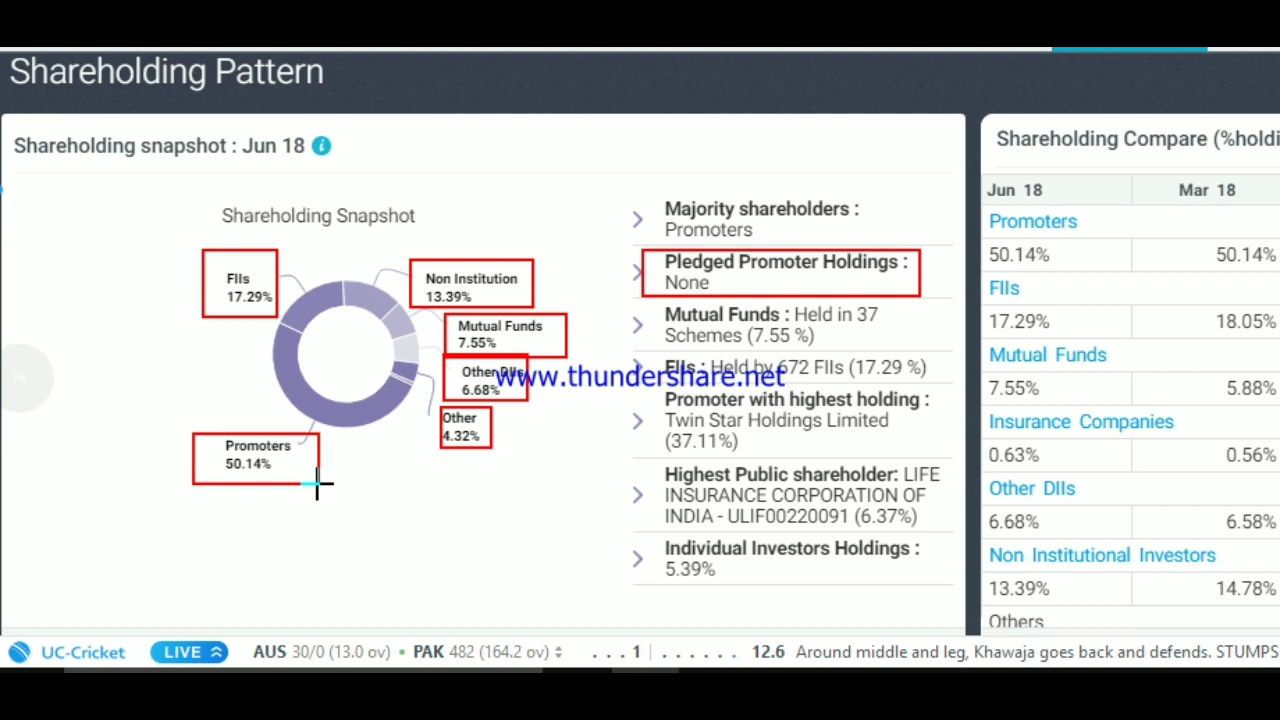 Shareholding Pattern
Shareholding snapshot : Jun 18
Shareholding Snapshot
FIIs
17.29%
Non Institution
13.39%
Mutual Funds
7.55%
Other DIIs
6.68%
Other
4.32%
Promoters
50.14%
Majority shareholders :
Promoters
Pledged Promoter Holdings :
None
Mutual Funds : Held in 37
Schemes (7.55 %)
FIIs : Held by 672 FIIs (17.29 %)
www.thundershare.net
Promoter with highest holding :
Twin Star Holdings Limited
(37.11%)
Highest Public shareholder: LIFE
INSURANCE CORPORATION OF
INDIA - ULIF00220091 (6.37%)
Individual Investors Holdings :
5.39%
Shareholding Compare (%holdi
Jun 18 Mar 18
Promoters
50.14% 50.14%
FIIs
17.29% 18.05%
Mutual Funds
7.55% 5.88%
Insurance Companies
0.63% 0.56%
Other DIIs
6.68% 6.58%
Non Institutional Investors
13.39% 14.78%
Others
UC-Cricket LIVE AUS 30/0 (13.0 ov) • PAK 482 (164.2 ov) . . . 1 | . . . . . . 12.6 Around middle and leg, Khawaja goes back and defends. STUMPS